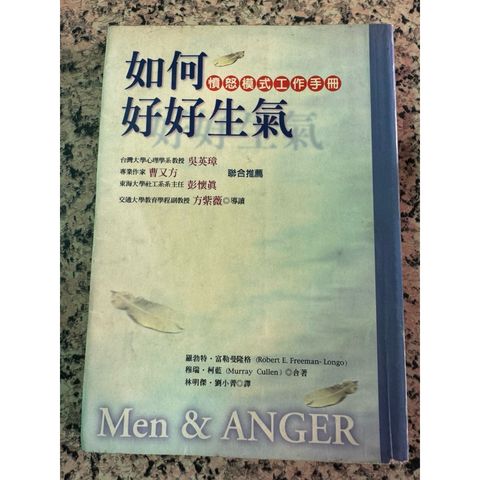 如何
憤怒模式工作手冊
好好生氣
台灣大學心理學系教授 吳英璋
專業作家 曹又方 聯合推薦
東海大學社工系系主任 彭懷眞
交通大學教育學程副教授 方紫薇◎導讀
羅勃特‧富勒曼隆格 (Robert E. Freeman- Longo)
穆瑞‧柯藍 (Murray Cullen) ◎合著
林明傑‧劉小菁◎譯
Men & ANGER